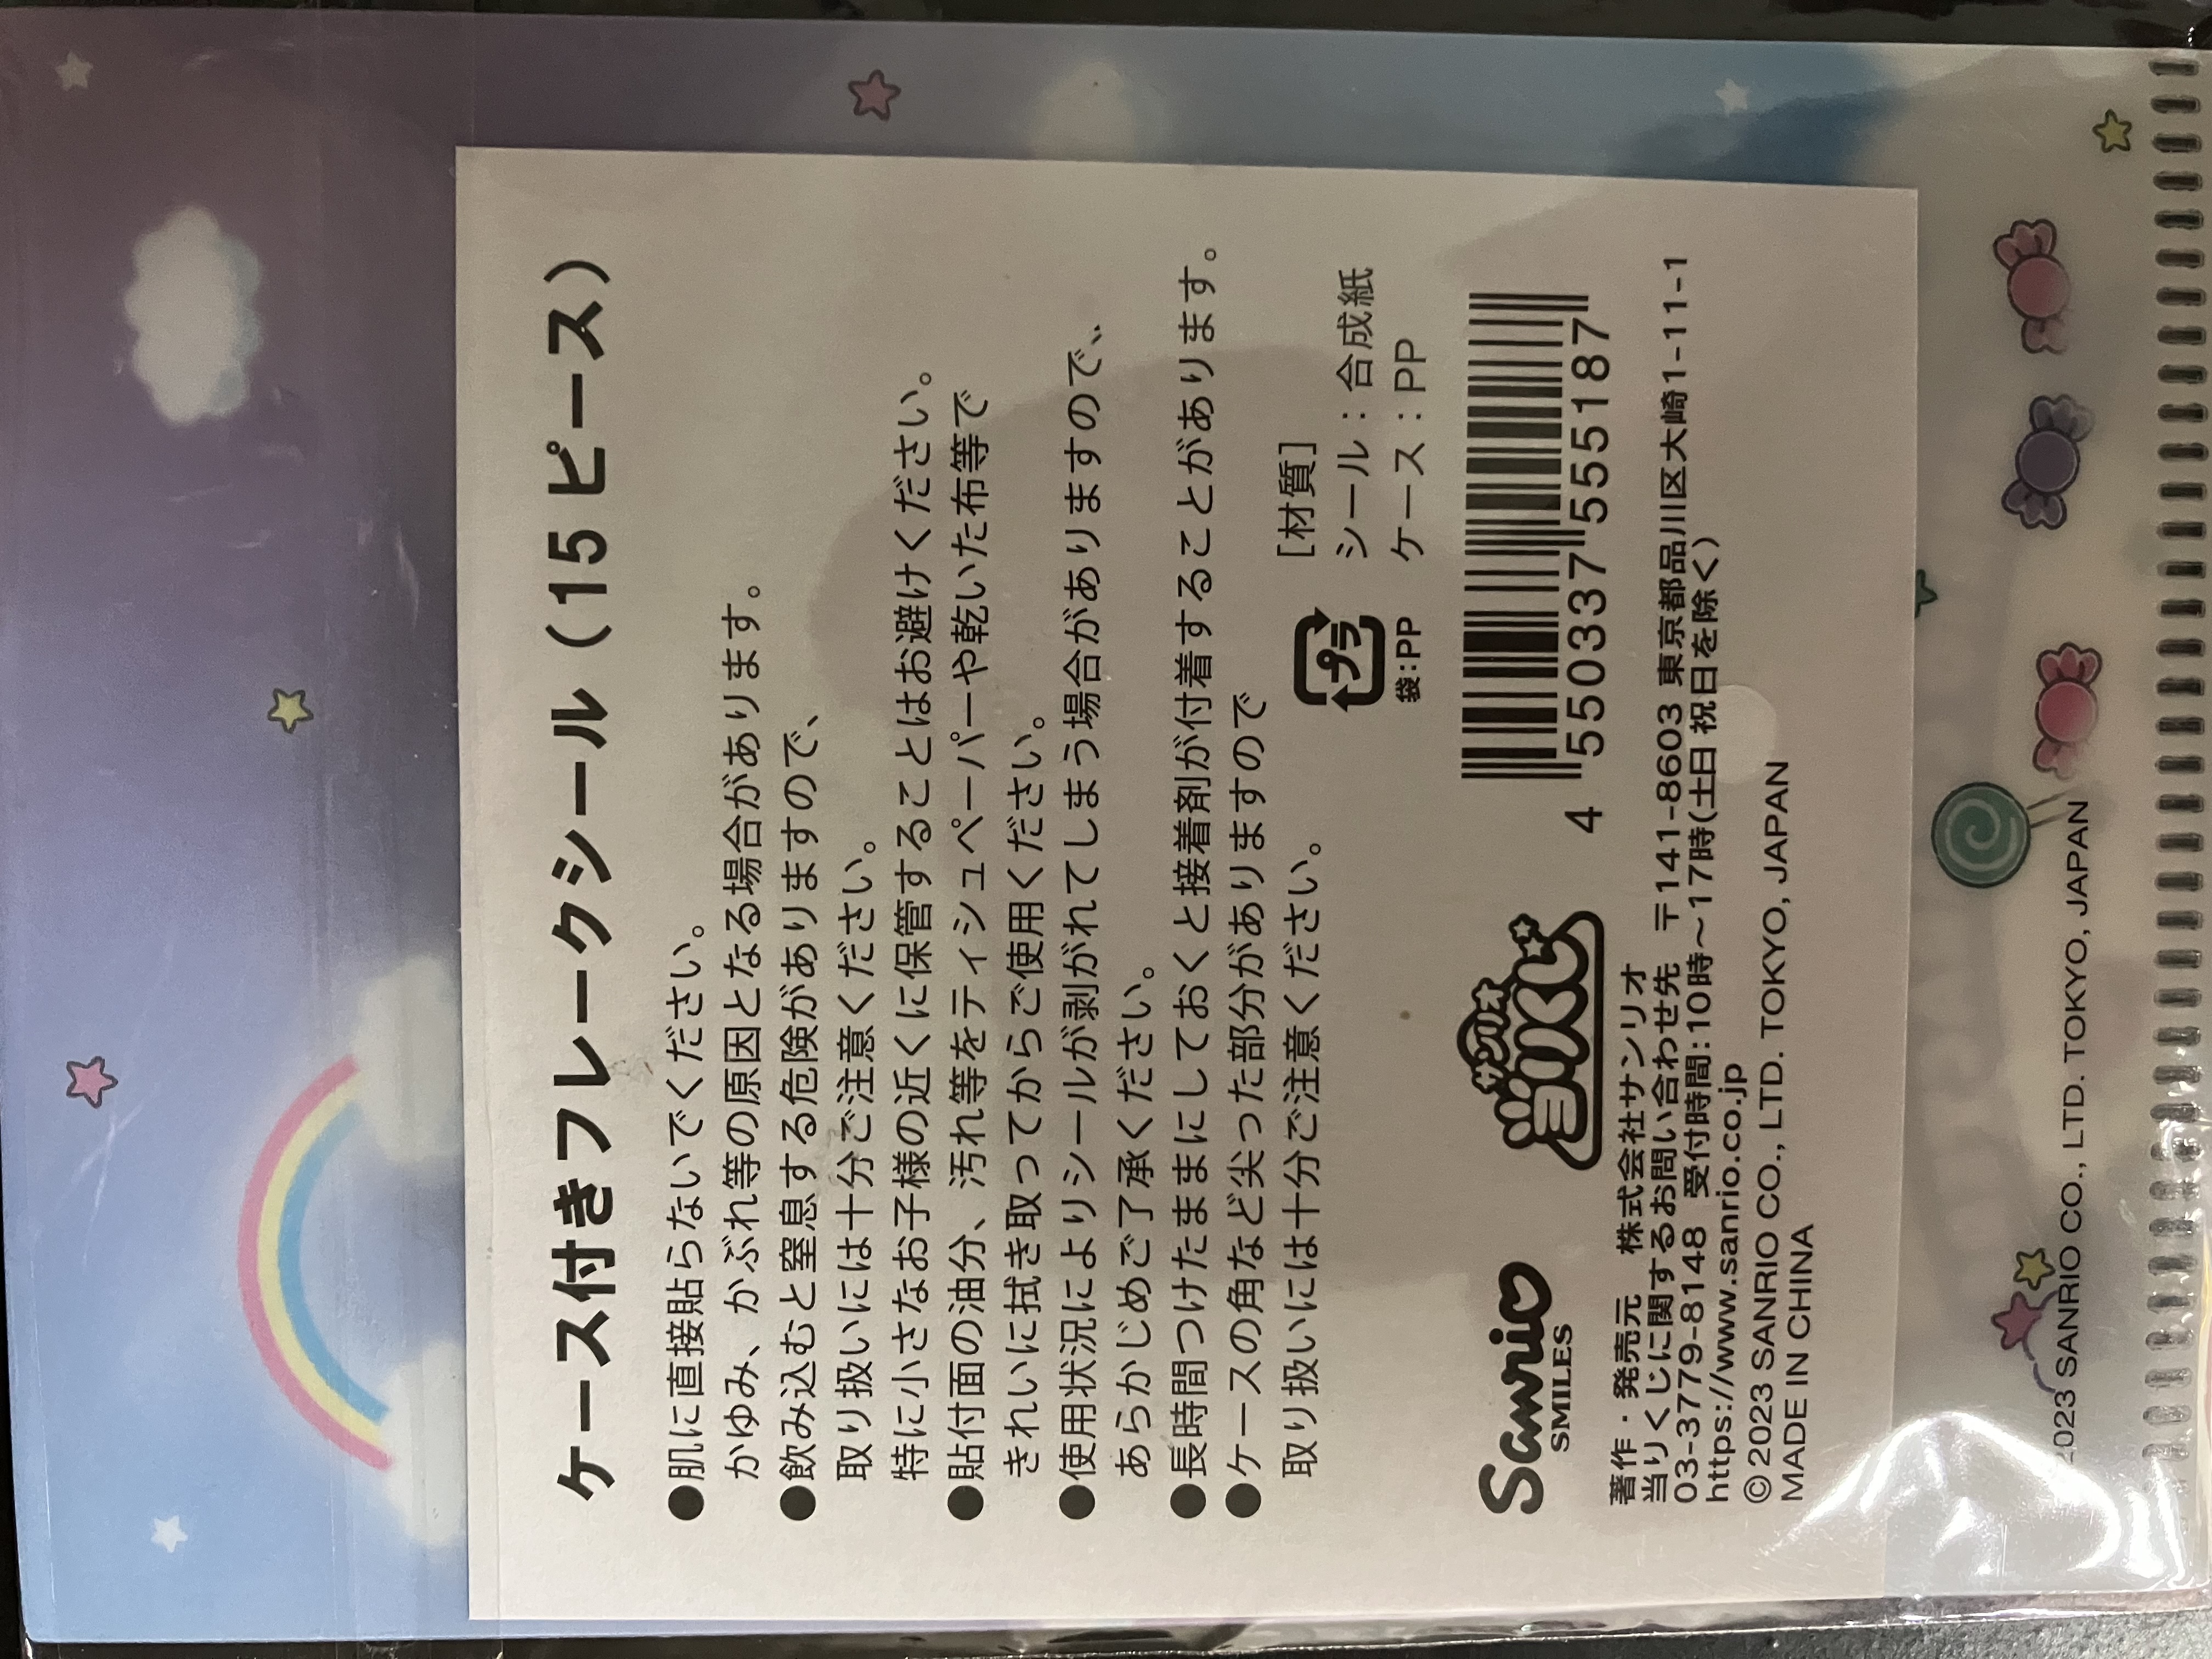 ケース付きフレークシール（15 ピース）
●肌に直接貼らないでください。
かゆみ、かぶれ等の原因となる場合があります。
●飲み込むと窒息する危険がありますので、
取り扱いには十分ご注意ください。
特に小さなお子様の近くに保管することはお避けください。
●貼付面の油分、汚れ等をティシュペーパーや乾いた布等で
きれいに拭き取ってからご使用ください。
●使用状況によりシールが剥がれてしまう場合がありますので、
あらかじめご了承ください。
●長時間つけたままにしておくと接着剤が付着することがあります。
●ケースの角など尖った部分がありますので
取り扱いには十分ご注意ください。
[材質]
シール：合成紙
ケース：PP
プラ
袋:PP
Sanrio
SMILES
サンリオ
当りくじ
4 550337 555187
著作・発売元 株式会社サンリオ
当りくじに関するお問い合わせ先 〒141-8603 東京都品川区大崎1-11-1
03-3779-8148 受付時間:10時～17時(土日 祝日を除く)
https://www.sanrio.co.jp
©2023 SANRIO CO., LTD. TOKYO, JAPAN
MADE IN CHINA
2023 SANRIO CO., LTD. TOKYO, JAPAN